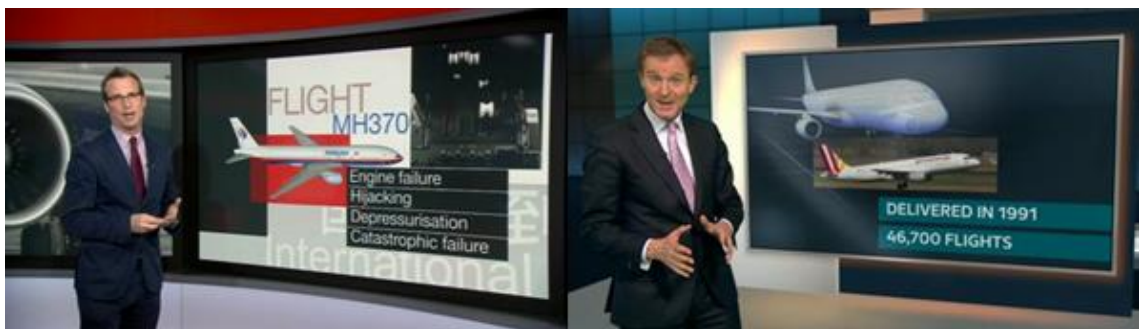 FLIGHT
MH370
Engine failure
Hijacking
Depressurisation
Catastrophic failure
International
DELIVERED IN 1991
46,700 FLIGHTS